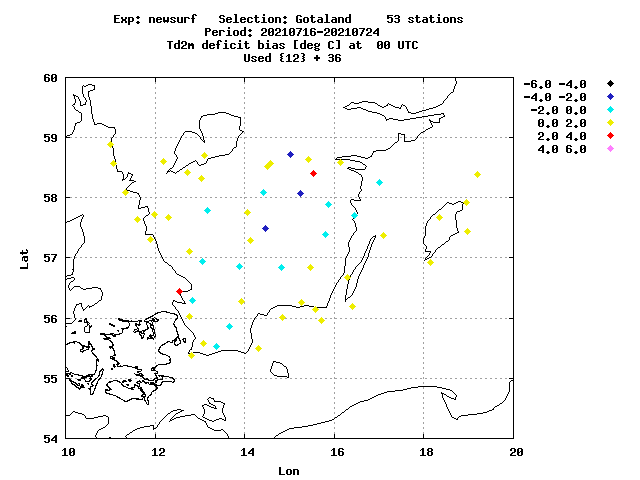 Exp: newsurf   Selection: Gotaland     53 stations
Period: 20210716-20210724
Td2m deficit bias [deg C] at  00 UTC
Used {12} + 36
60
59
58
57
56
55
54
Lat
10 12 14 16 18 20
Lon
-6.0 -4.0
-4.0 -2.0
-2.0 0.0
0.0 2.0
2.0 4.0
4.0 6.0